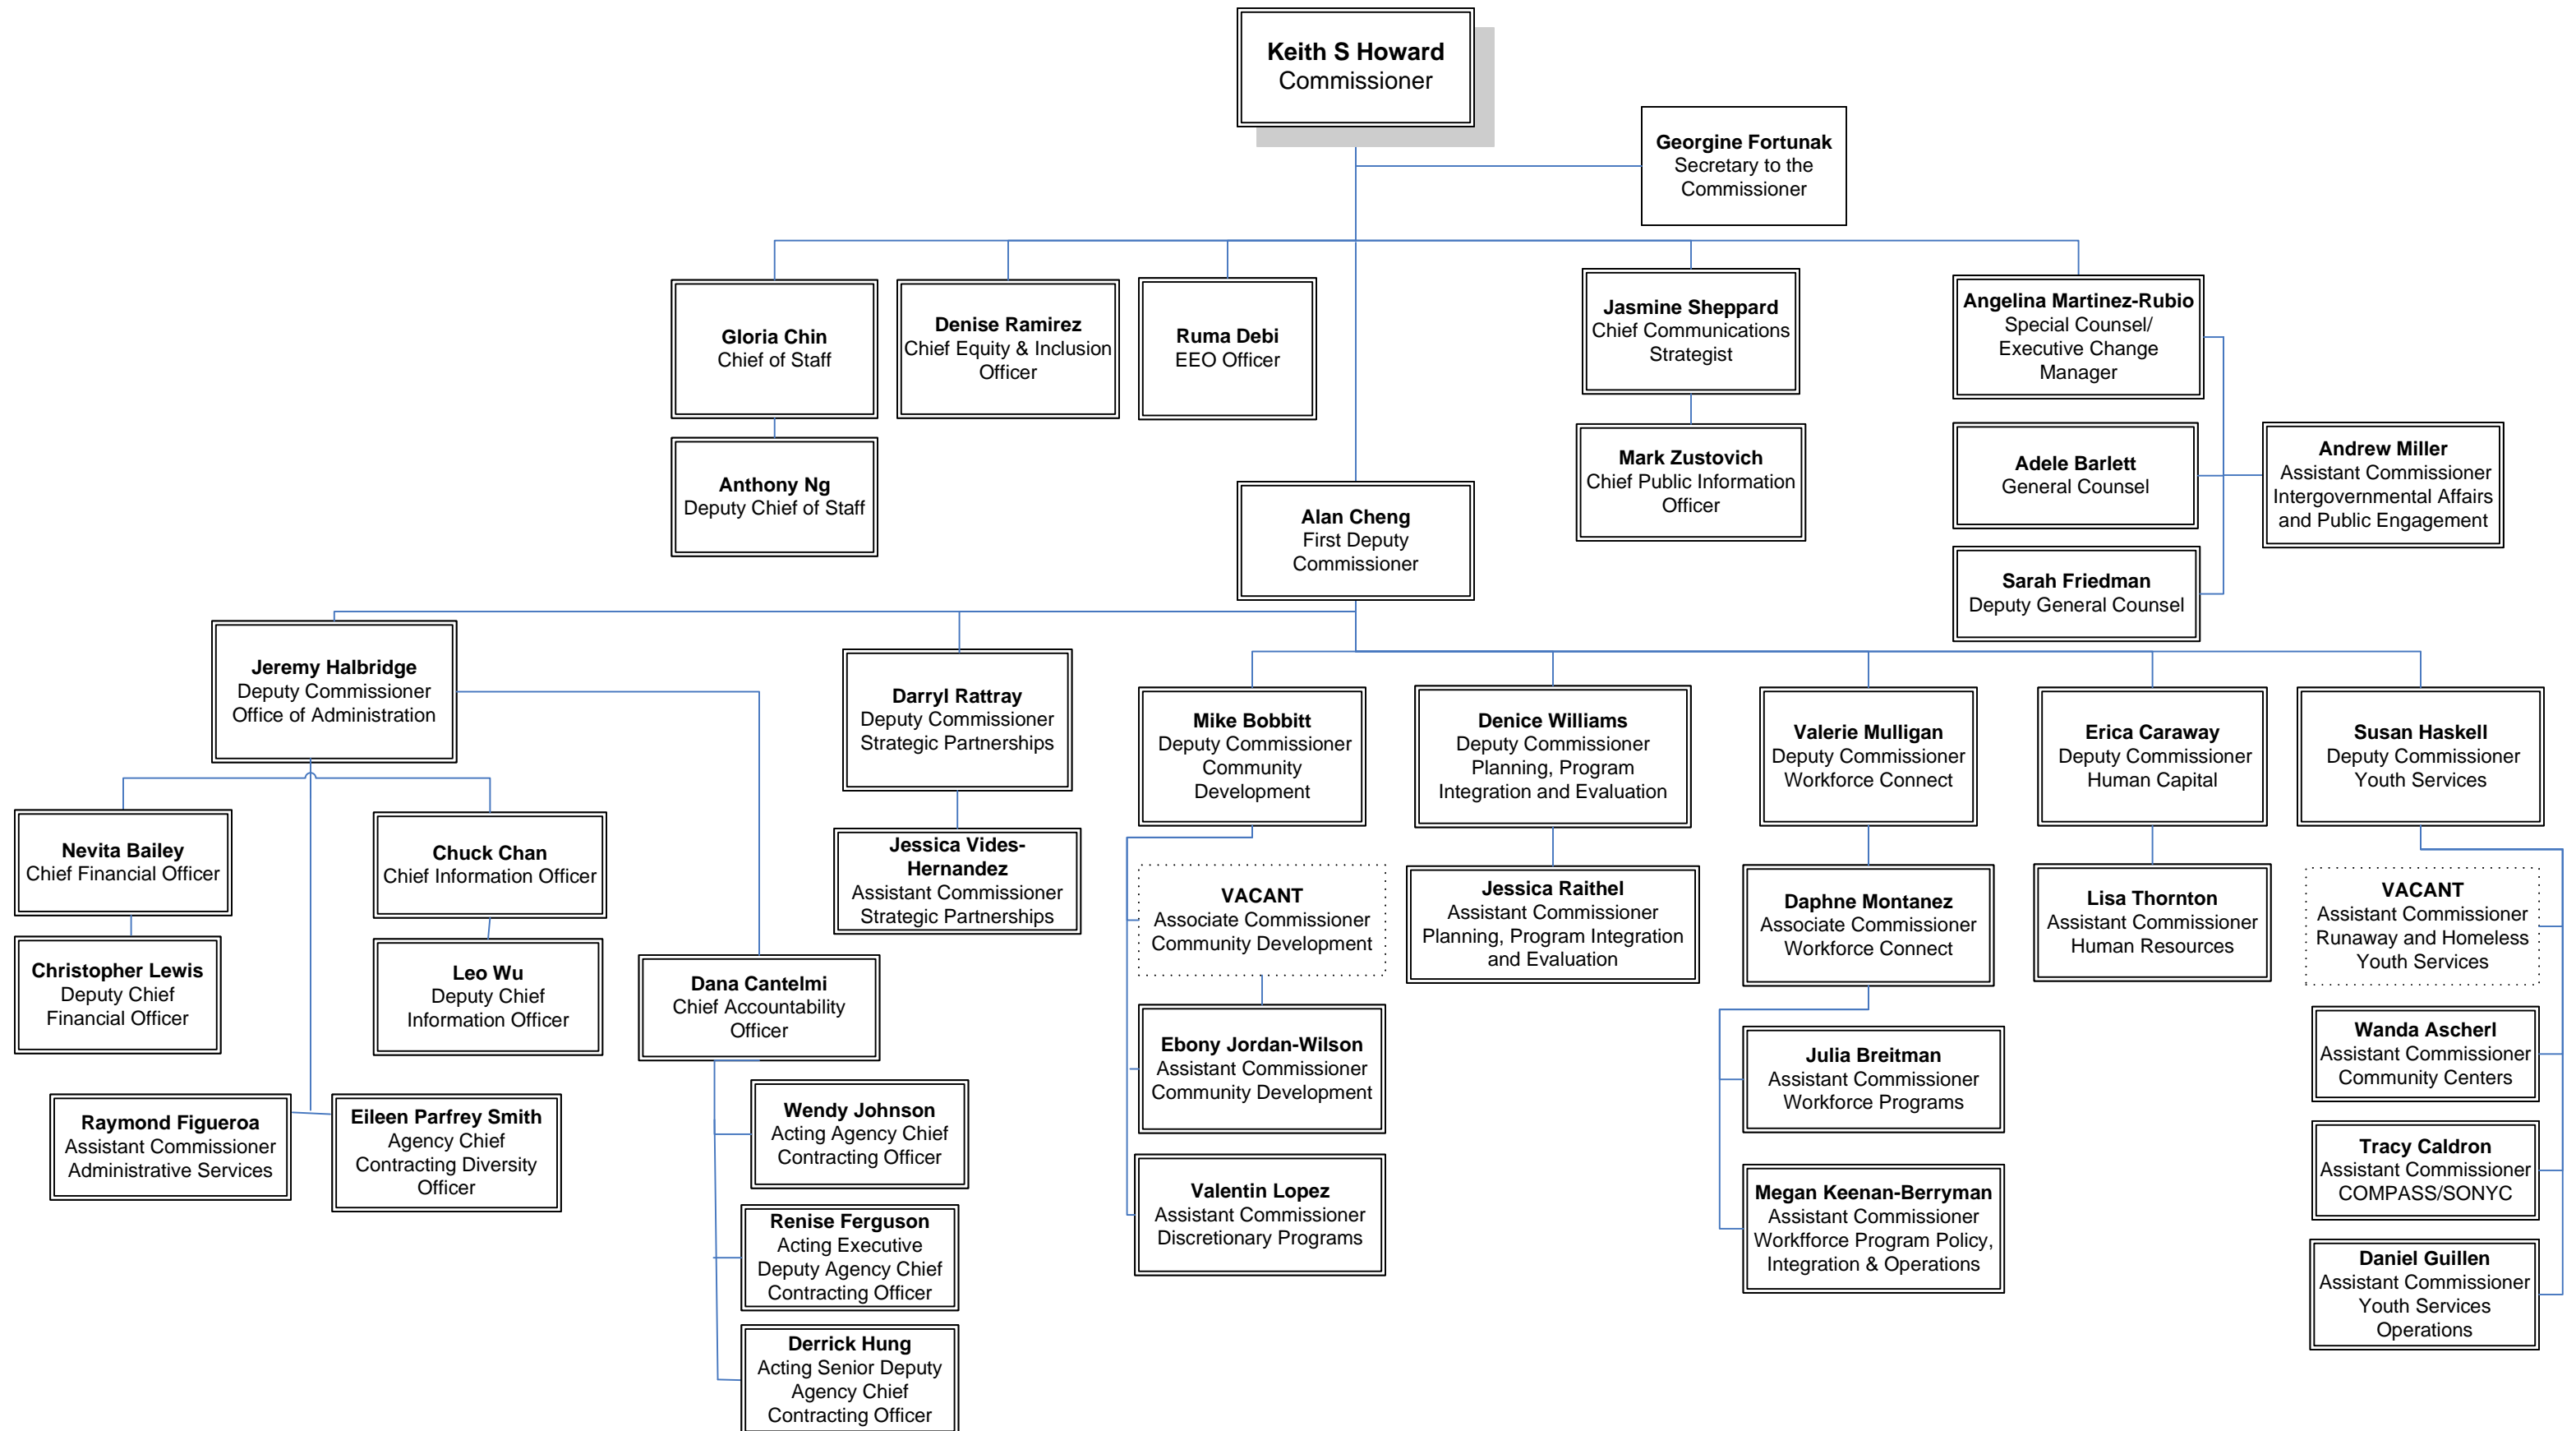 Keith S Howard
Commissioner
Georgine Fortunak
Secretary to the
Commissioner
Gloria Chin
Chief of Staff
Denise Ramirez
Chief Equity & Inclusion
Officer
Ruma Debi
EEO Officer
Jasmine Sheppard
Chief Communications
Strategist
Angelina Martinez-Rubio
Special Counsel/
Executive Change
Manager
Anthony Ng
Deputy Chief of Staff
Mark Zustovich
Chief Public Information
Officer
Adele Barlett
General Counsel
Andrew Miller
Assistant Commissioner
Intergovernmental Affairs
and Public Engagement
Alan Cheng
First Deputy
Commissioner
Sarah Friedman
Deputy General Counsel
Jeremy Halbridge
Deputy Commissioner
Office of Administration
Darryl Rattray
Deputy Commissioner
Strategic Partnerships
Mike Bobbitt
Deputy Commissioner
Community
Development
Denice Williams
Deputy Commissioner
Planning, Program
Integration and Evaluation
Valerie Mulligan
Deputy Commissioner
Workforce Connect
Erica Caraway
Deputy Commissioner
Human Capital
Susan Haskell
Deputy Commissioner
Youth Services
Nevita Bailey
Chief Financial Officer
Chuck Chan
Chief Information Officer
Jessica Vides-
Hernandez
Assistant Commissioner
Strategic Partnerships
VACANT
Associate Commissioner
Community Development
Jessica Raithel
Assistant Commissioner
Planning, Program Integration
and Evaluation
Daphne Montanez
Associate Commissioner
Workforce Connect
Lisa Thornton
Assistant Commissioner
Human Resources
VACANT
Assistant Commissioner
Runaway and Homeless
Youth Services
Christopher Lewis
Deputy Chief
Financial Officer
Leo Wu
Deputy Chief
Information Officer
Dana Cantelmi
Chief Accountability
Officer
Ebony Jordan-Wilson
Assistant Commissioner
Community Development
Julia Breitman
Assistant Commissioner
Workforce Programs
Wanda Ascherl
Assistant Commissioner
Community Centers
Raymond Figueroa
Assistant Commissioner
Administrative Services
Eileen Parfrey Smith
Agency Chief
Contracting Diversity
Officer
Wendy Johnson
Acting Agency Chief
Contracting Officer
Valentin Lopez
Assistant Commissioner
Discretionary Programs
Megan Keenan-Berryman
Assistant Commissioner
Workfforce Program Policy,
Integration & Operations
Tracy Caldron
Assistant Commissioner
COMPASS/SONYC
Renise Ferguson
Acting Executive
Deputy Agency Chief
Contracting Officer
Daniel Guillen
Assistant Commissioner
Youth Services
Operations
Derrick Hung
Acting Senior Deputy
Agency Chief
Contracting Officer